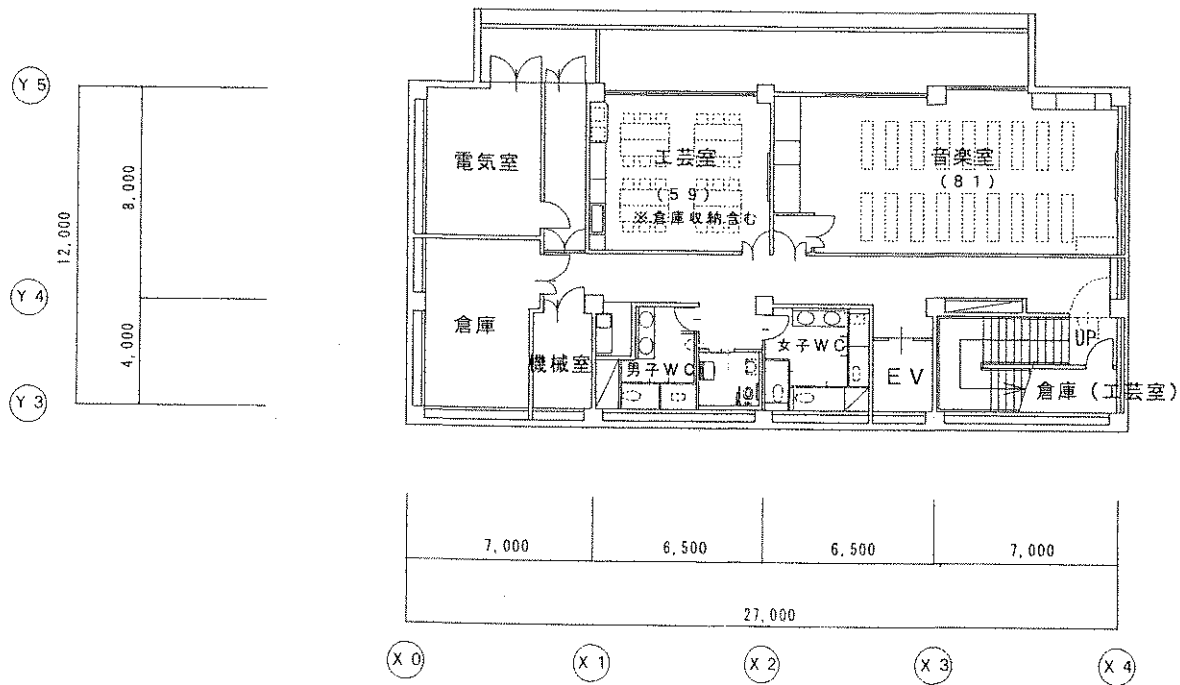 Y5
電気室
工芸室
音楽室
(81)
(59)
※倉庫収納含む
8,000
12,000
Y4
倉庫
機械室
男子WC
女子WC
EV
UP
倉庫(工芸室)
4,000
Y3
7,000
6,500
6,500
7,000
27,000
X0
X1
X2
X3
X4